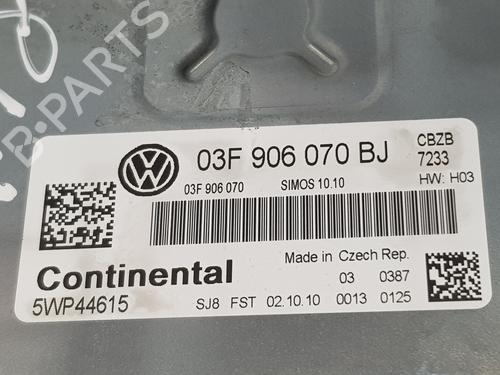 B-PARTS
03F 906 070 BJ
CBZB
7233
03F 906 070 SIMOS 10.10
HW: H03
Made in Czech Rep.
Continental
03 0387
5WP44615
SJ8 FST 02.10.10 0013 0125